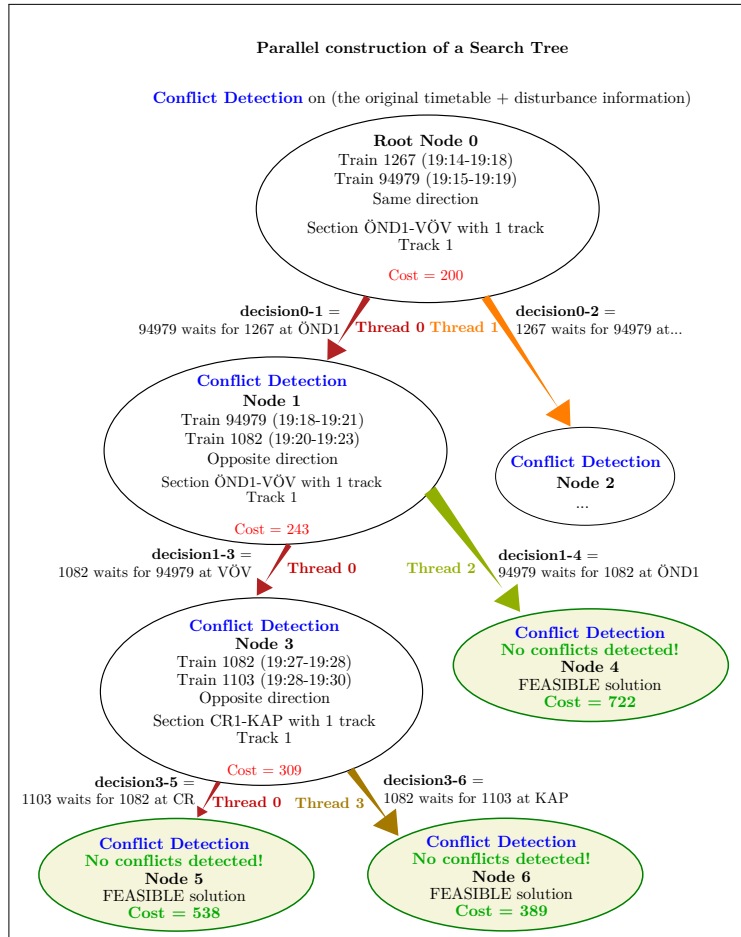 Parallel construction of a Search Tree
Conflict Detection on (the original timetable + disturbance information)
Root Node 0
Train 1267 (19:14-19:18)
Train 94979 (19:15-19:19)
Same direction
Section ÖND1-VÖV with 1 track
Track 1
Cost = 200
decision0-1 =
94979 waits for 1267 at ÖND1
Thread 0
Thread 1
decision0-2 =
1267 waits for 94979 at...
Conflict Detection
Node 1
Train 94979 (19:18-19:21)
Train 1082 (19:20-19:23)
Opposite direction
Section ÖND1-VÖV with 1 track
Track 1
Cost = 243
Conflict Detection
Node 2
...
decision1-3 =
1082 waits for 94979 at VÖV
Thread 0
Thread 2
decision1-4 =
94979 waits for 1082 at ÖND1
Conflict Detection
Node 3
Train 1082 (19:27-19:28)
Train 1103 (19:28-19:30)
Opposite direction
Section CR1-KAP with 1 track
Track 1
Cost = 309
Conflict Detection
No conflicts detected!
Node 4
FEASIBLE solution
Cost = 722
decision3-5 =
1103 waits for 1082 at CR
Thread 0
Thread 3
decision3-6 =
1082 waits for 1103 at KAP
Conflict Detection
No conflicts detected!
Node 5
FEASIBLE solution
Cost = 538
Conflict Detection
No conflicts detected!
Node 6
FEASIBLE solution
Cost = 389